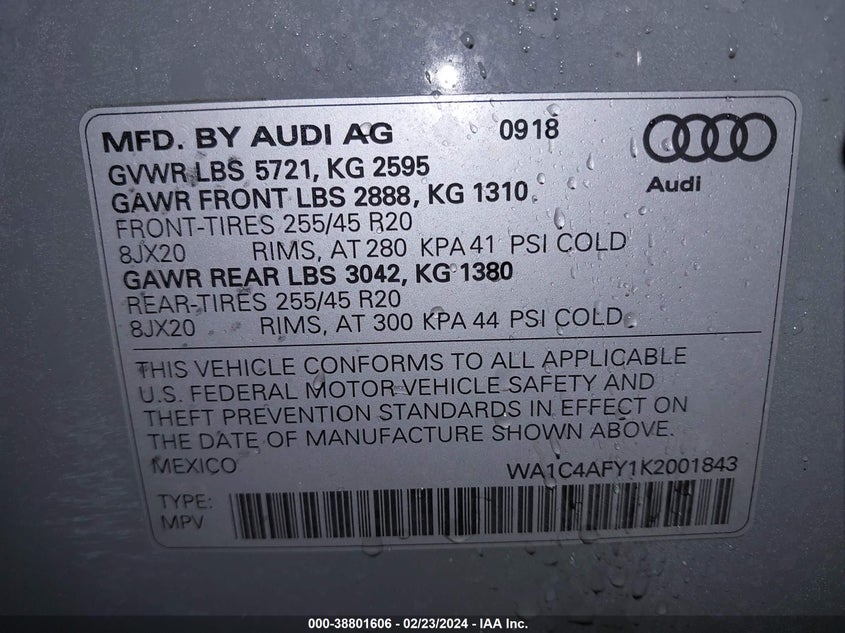 MFD. BY AUDI AG 0918
GVWR LBS 5721, KG 2595
GAWR FRONT LBS 2888, KG 1310
Audi
FRONT-TIRES 255/45 R20
8JX20 RIMS, AT 280 KPA 41 PSI COLD
GAWR REAR LBS 3042, KG 1380
REAR-TIRES 255/45 R20
8JX20 RIMS, AT 300 KPA 44 PSI COLD
THIS VEHICLE CONFORMS TO ALL APPLICABLE
U.S. FEDERAL MOTOR VEHICLE SAFETY AND
THEFT PREVENTION STANDARDS IN EFFECT ON
THE DATE OF MANUFACTURE SHOWN ABOVE.
MEXICO WA1C4AFY1K2001843
TYPE:
MPV
000-38801606 - 02/23/2024 - IAA Inc.